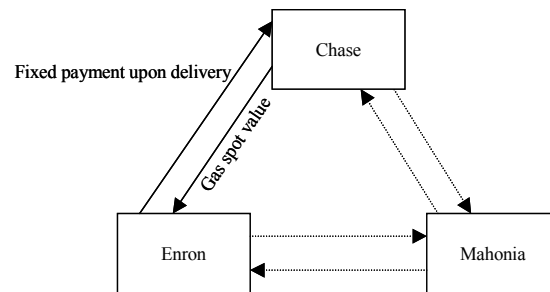 Chase
Fixed payment upon delivery
Gas spot value
Enron
Mahonia